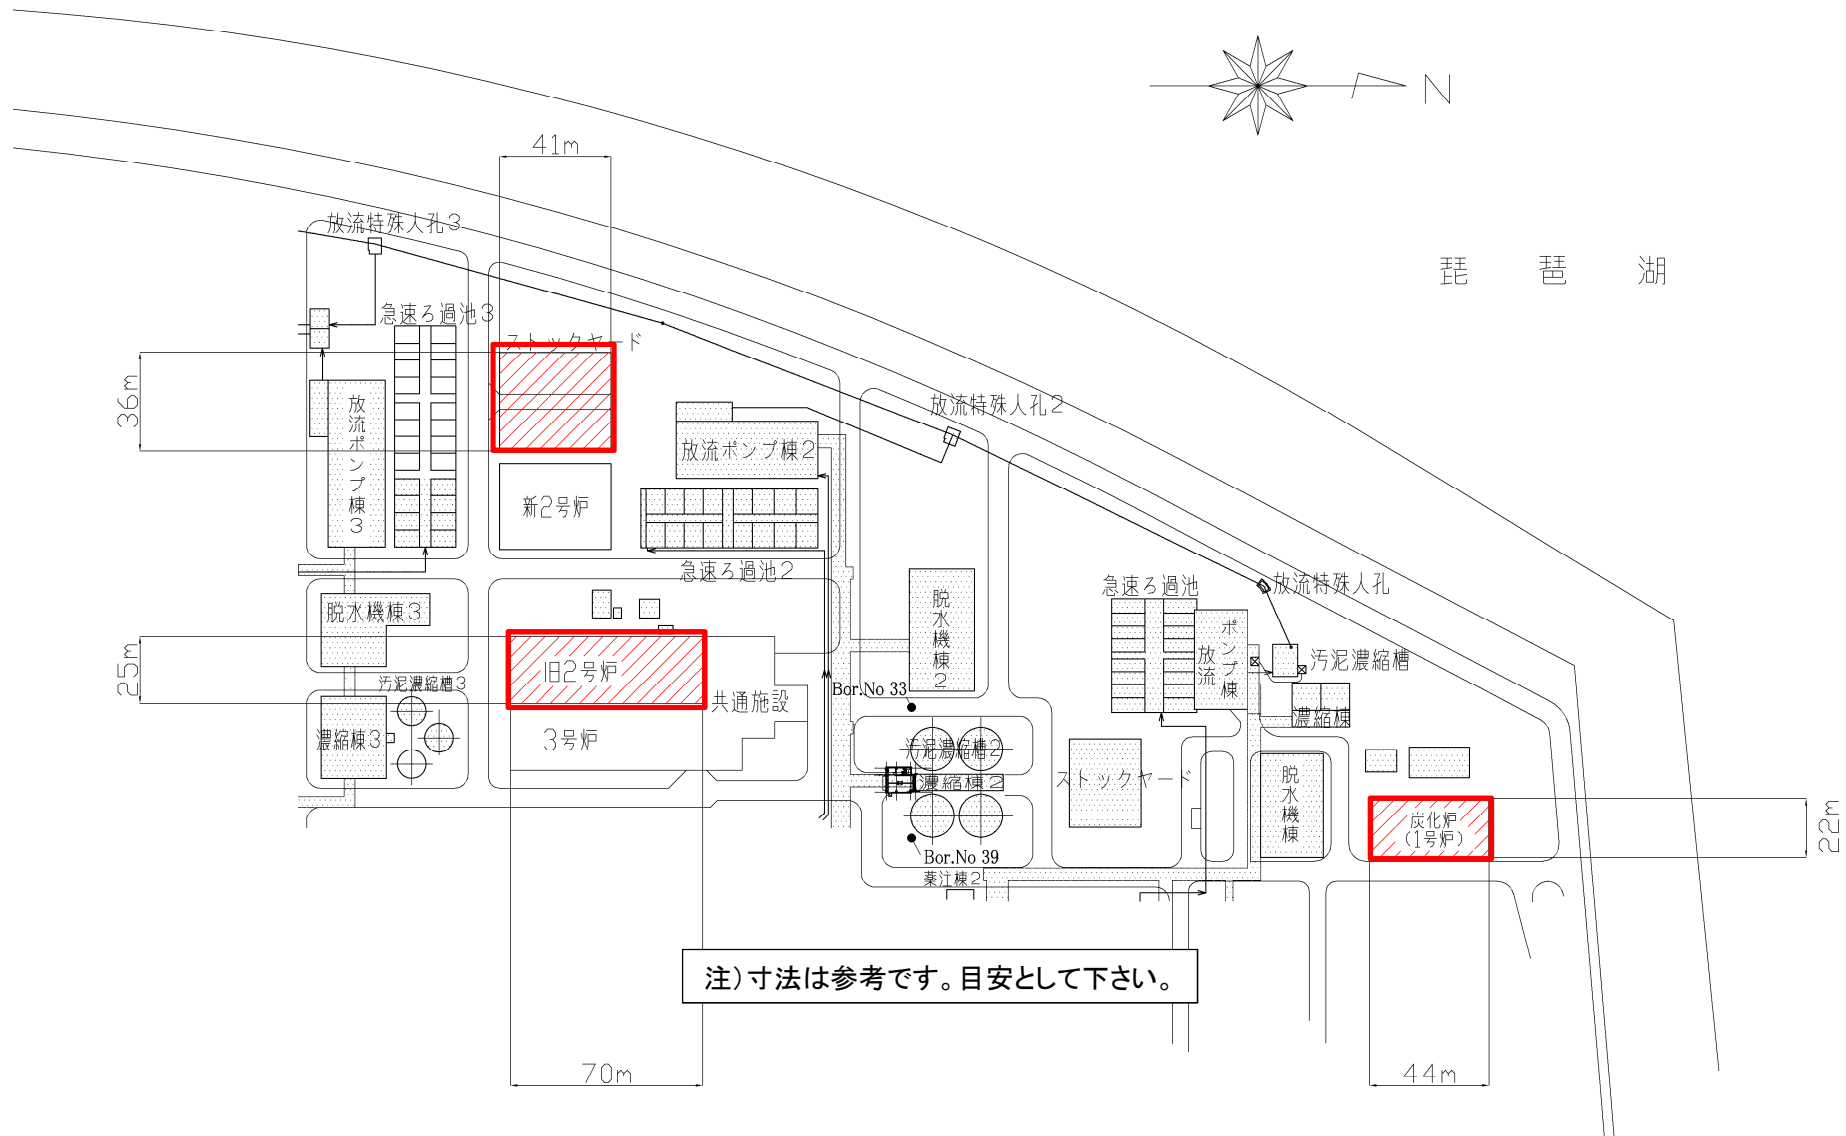 N
41m
放流特殊人孔3
琵琶湖
急速ろ過池3
ストックヤード
36m
放流ポンプ棟3
放流特殊人孔2
放流ポンプ棟2
新2号炉
急速ろ過池2
脱水機棟2
急速ろ過池
放流特殊人孔
脱水機棟3
放流
ポンプ棟
汚泥濃縮槽
25m
旧2号炉
汚泥濃縮槽3
Bor.No 33
共通施設
濃縮棟
濃縮棟3
3号炉
汚泥濃縮槽2
濃縮棟2
ストックヤード
脱水機棟
炭化炉
(1号炉)
22m
Bor.No 39
薬注棟2
注)寸法は参考です。目安として下さい。
70m
44m